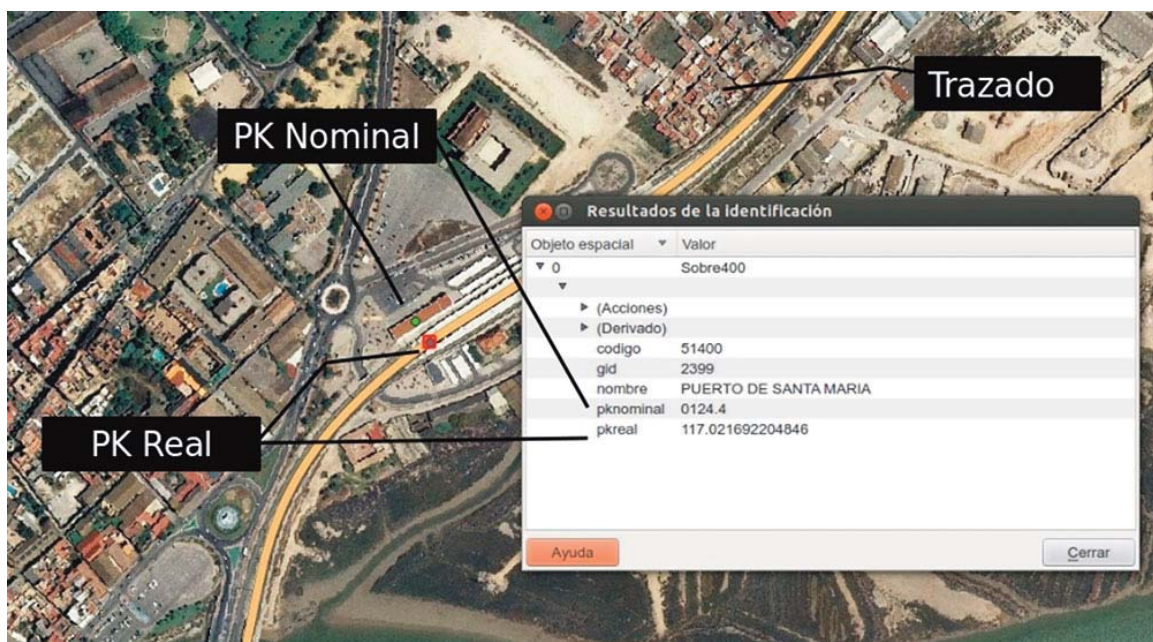 Trazado
PK Nominal
Resultados de la identificación
Objeto espacial Valor
0 Sobre400
(Acciones)
(Derivado)
codigo 51400
gid 2399
nombre PUERTO DE SANTA MARIA
pknominal 0124.4
pkreal 117.021692204846
PK Real
Ayuda Cerrar